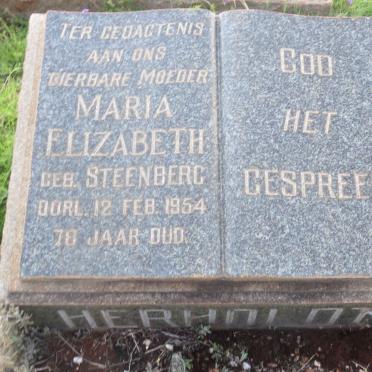 TER GEDAGTENIS
AAN ONS
DIERBARE MOEDER
MARIA
ELIZABETH
GEB. STEENBERG
OORL. 12 FEB. 1954
78 JAAR OUD.
GOD
HET
GESPREE
HERHOLDT